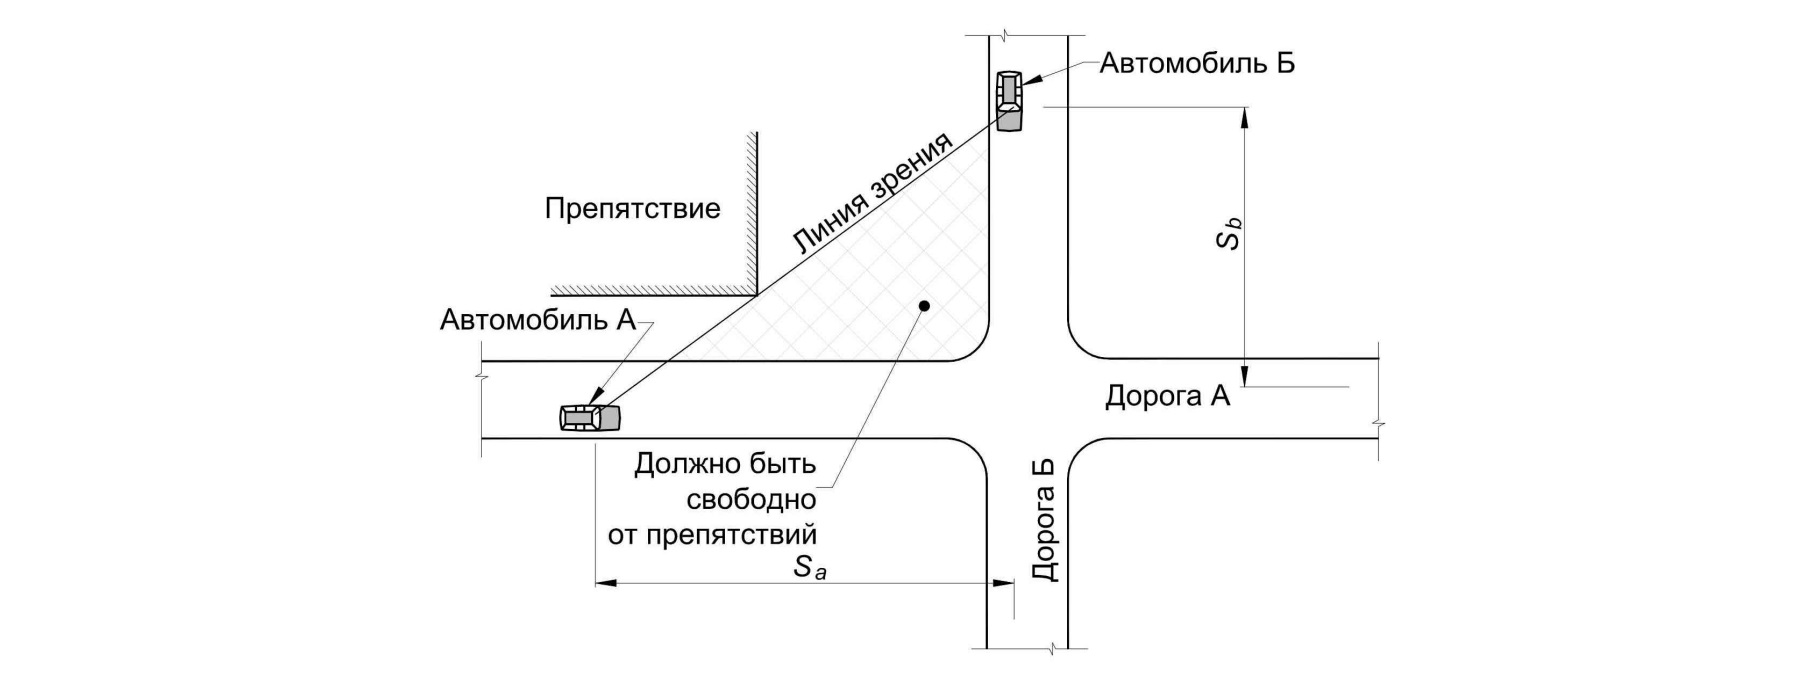 Автомобиль Б
Линия зрения
Препятствие
Sb
Автомобиль А
Дорога А
Должно быть
свободно
от препятствий
Дорога Б
Sa